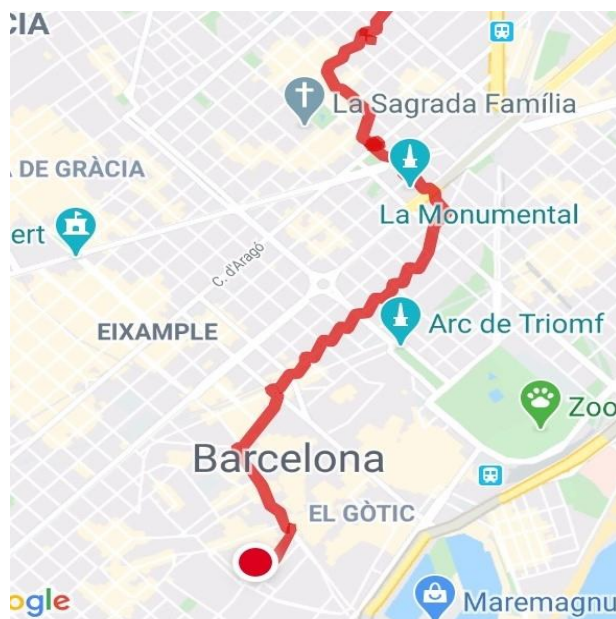 CIA
La Sagrada Família
A DE GRÀCIA
La Monumental
ert
C. d'Aragó
EIXAMPLE
Arc de Triomf
Zoo
Barcelona
EL GÒTIC
ogle
Maremagnu